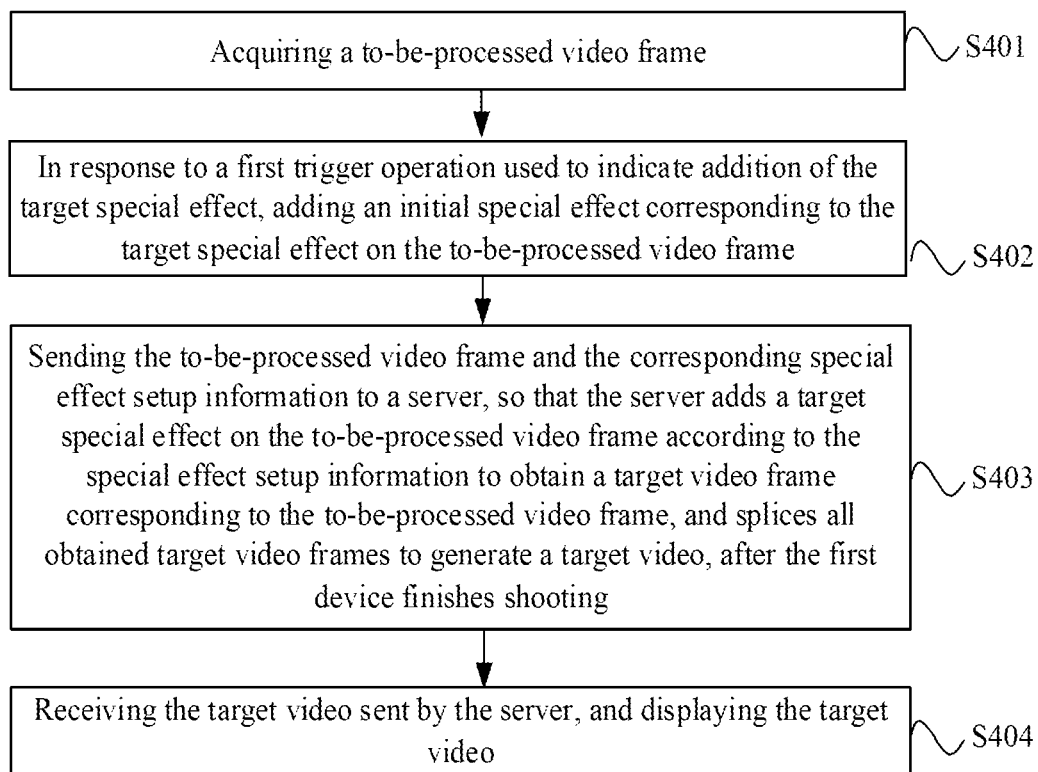 Acquiring a to-be-processed video frame
S401
In response to a first trigger operation used to indicate addition of the
target special effect, adding an initial special effect corresponding to the
target special effect on the to-be-processed video frame
S402
Sending the to-be-processed video frame and the corresponding special
effect setup information to a server, so that the server adds a target
special effect on the to-be-processed video frame according to the
special effect setup information to obtain a target video frame
corresponding to the to-be-processed video frame, and splices all
obtained target video frames to generate a target video, after the first
device finishes shooting
S403
Receiving the target video sent by the server, and displaying the target
video
S404